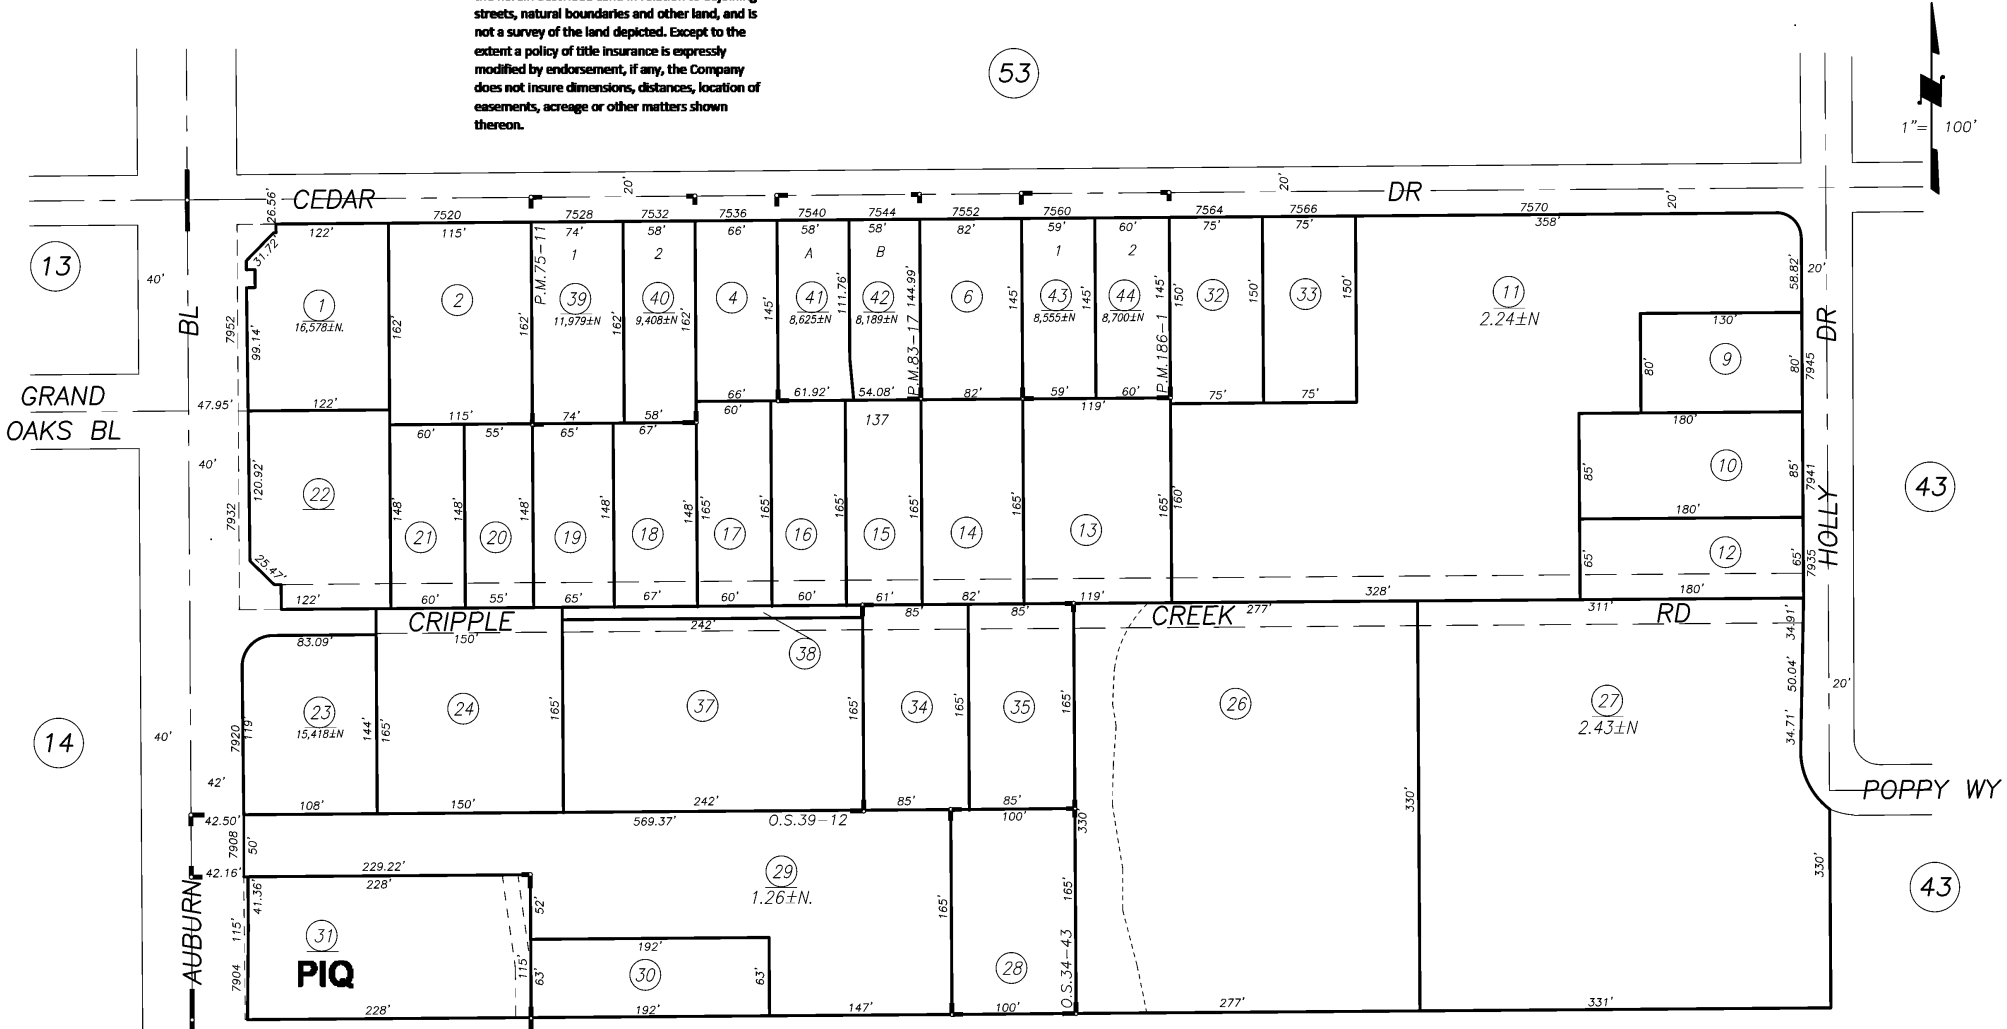 streets, natural boundaries and other land, and is
not a survey of the land depicted. Except to the
extent a policy of title insurance is expressly
modified by endorsement, if any, the Company
does not insure dimensions, distances, location of
easements, acreage or other matters shown
thereon.
53
1"= 100'
CEDAR DR
20' 20' 20'
26.56'
7520 7528 7532 7536 7540 7544 7552 7560 7564 7566 7570
122' 115' 74' 58' 66' 58' 58' 82' 59' 60' 75' 75' 358'
31.72'
13
40'
BL
7952
99.14'
1
16,578±N.
162'
2
P.M.75-11
162'
1
39
11,979±N
162'
2
40
9,408±N
162'
4
145'
A
41
8,625±N
111.76'
B
42
8,189±N
144.99'
P.M.83-17
6
145'
1
43
8,555±N
145'
2
44
8,700±N
145'
P.M.186-1
150'
32
150'
33
150'
11
2.24±N
58.82'
20'
DR
130'
80'
9
80'
7945
GRAND
OAKS BL
47.95'
122'
115' 74' 58' 66' 61.92' 54.08' 82' 59' 60' 75' 75'
60' 55' 65' 67' 60' 137 119' 180'
40'
7932
120.92'
22
25.47'
148'
21
148'
20
148'
19
148'
18
148'
165'
17
165'
16
165'
15
165'
14
165'
13
165'
160'
85'
10
85'
7941
180'
65'
12
65'
7935
HOLLY
43
122' 60' 55' 65' 67' 60' 60' 61' 82' 119' 328' 180'
CRIPPLE CREEK RD
83.09' 150' 242' 85' 85' 277' 311'
38
34.91'
50.04'
34.71'
20'
14
40'
42'
7920
119'
23
15,418±N
144'
165'
24
165'
37
165'
34
165'
35
165'
26
330'
330'
27
2.43±N
108' 150' 242' 85' 85'
POPPY WY
42.50' 569.37' O.S.39-12 100'
7908
50'
42.16' 229.22'
228'
AUBURN
41.36'
115'
7904
31
PIQ
52'
115'
63'
192'
30
63'
29
1.26±N.
165'
28
165'
O.S.34-43
330'
43
228' 192' 147' 100' 277' 331'